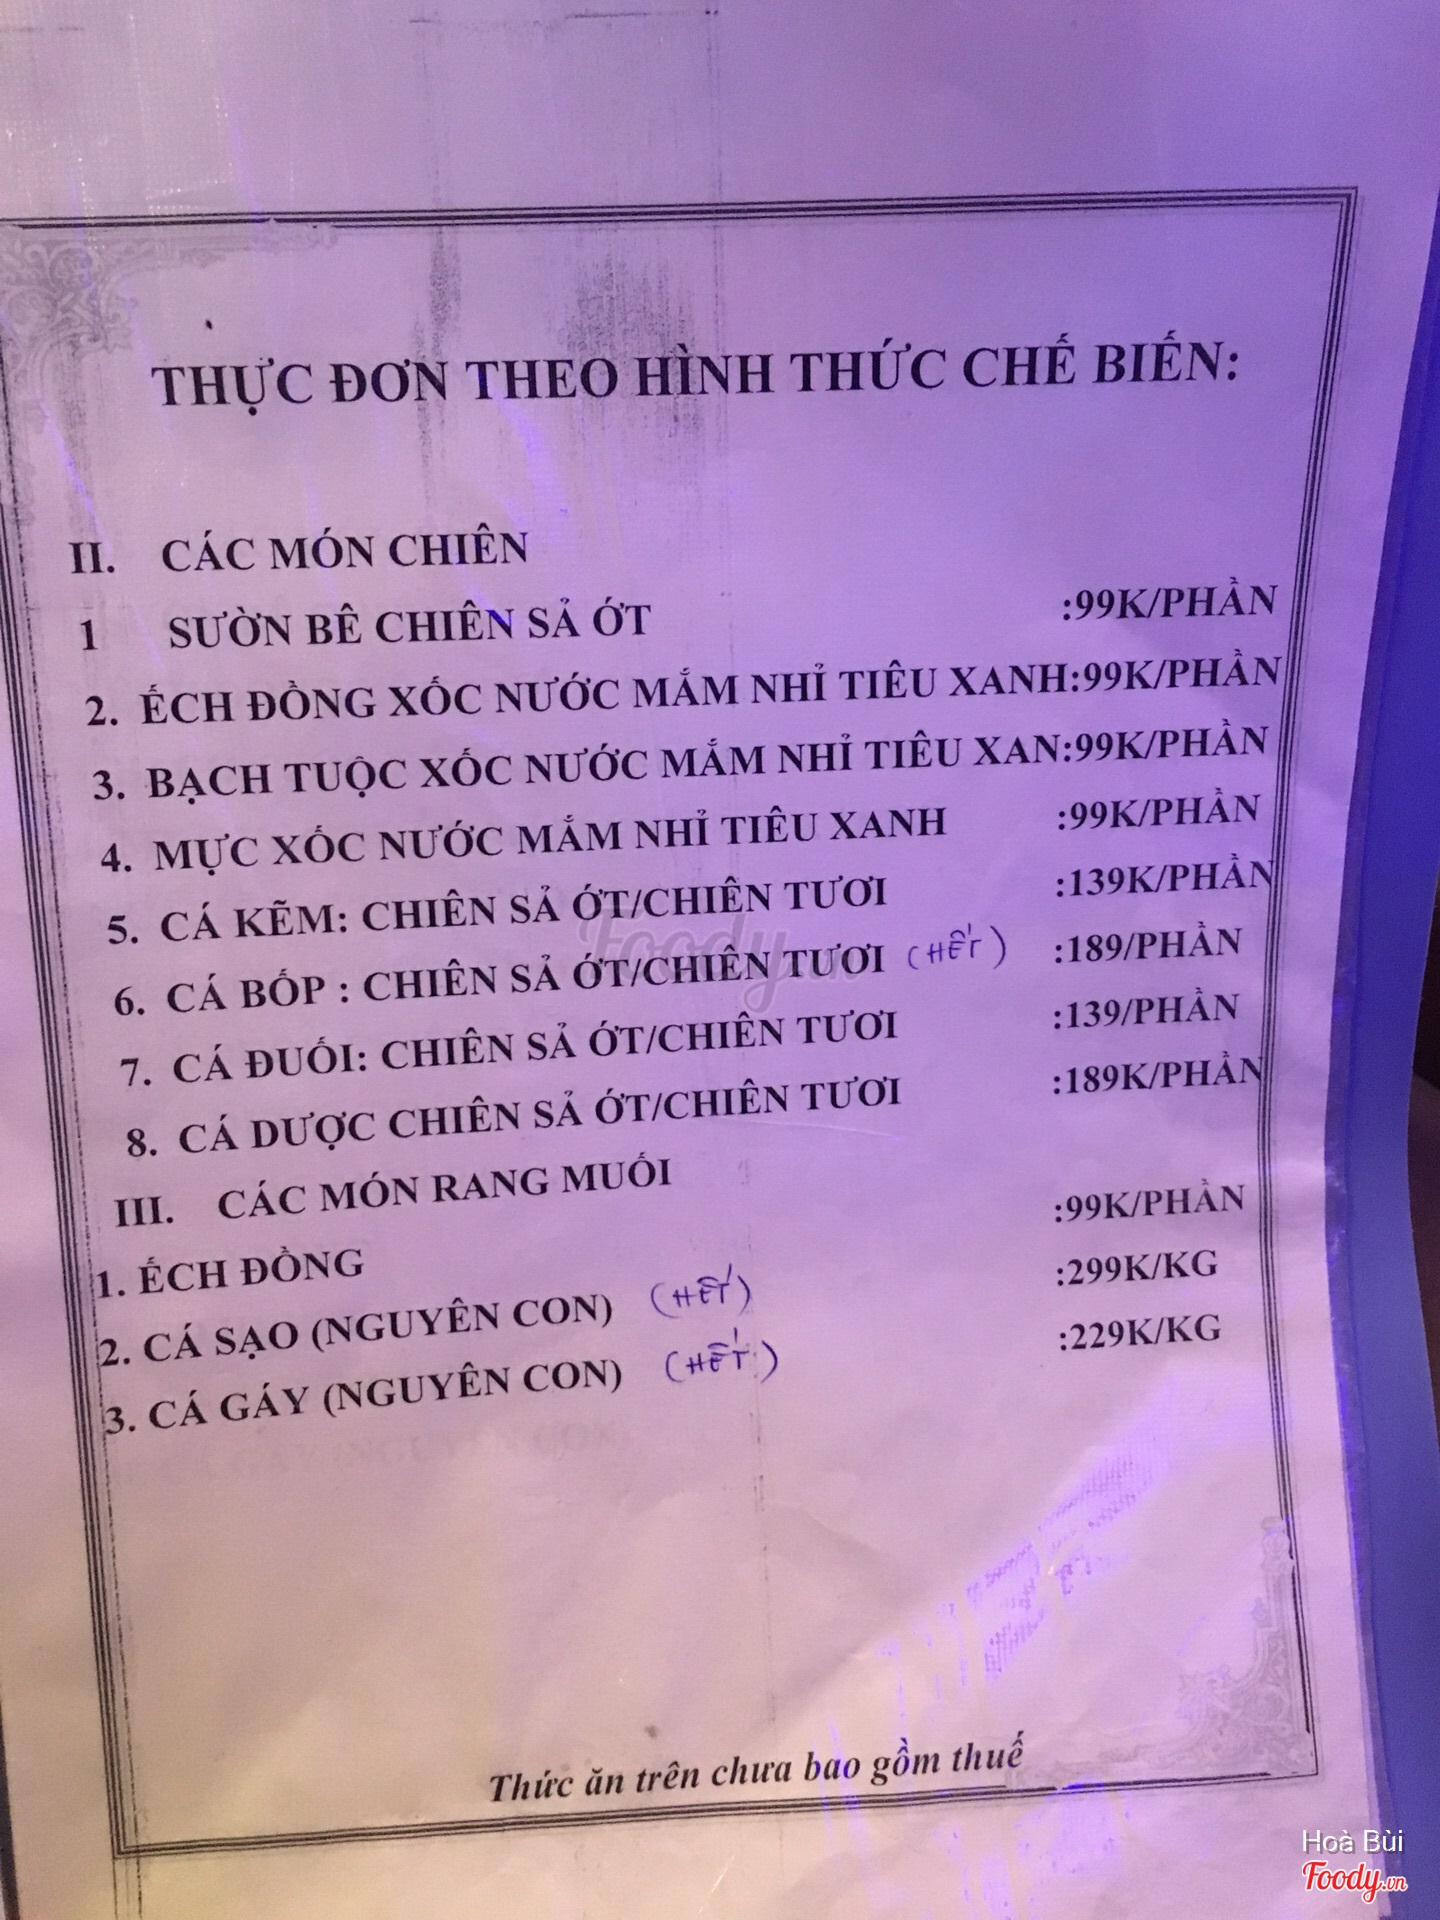 THỰC ĐƠN THEO HÌNH THỨC CHẾ BIẾN:
II. CÁC MÓN CHIÊN
1 SƯỜN BÊ CHIÊN SẢ ỚT :99K/PHẦN
2. ẾCH ĐỒNG XỐC NƯỚC MẮM NHỈ TIÊU XANH:99K/PHẦN
3. BẠCH TUỘC XỐC NƯỚC MẮM NHỈ TIÊU XAN:99K/PHẦN
4. MỰC XỐC NƯỚC MẮM NHỈ TIÊU XANH :99K/PHẦN
5. CÁ KẼM: CHIÊN SẢ ỚT/CHIÊN TƯƠI :139K/PHẦN
6. CÁ BỐP : CHIÊN SẢ ỚT/CHIÊN TƯƠI (HẾT) :189/PHẦN
7. CÁ ĐUỐI: CHIÊN SẢ ỚT/CHIÊN TƯƠI :139/PHẦN
8. CÁ DƯỢC CHIÊN SẢ ỚT/CHIÊN TƯƠI :189K/PHẦN
III. CÁC MÓN RANG MUỐI
1. ẾCH ĐỒNG :99K/PHẦN
2. CÁ SẠO (NGUYÊN CON) (HẾT) :299K/KG
3. CÁ GÁY (NGUYÊN CON) (HẾT) :229K/KG
Thức ăn trên chưa bao gồm thuế
Hoà Bùi
Foody.vn
Foody.vn